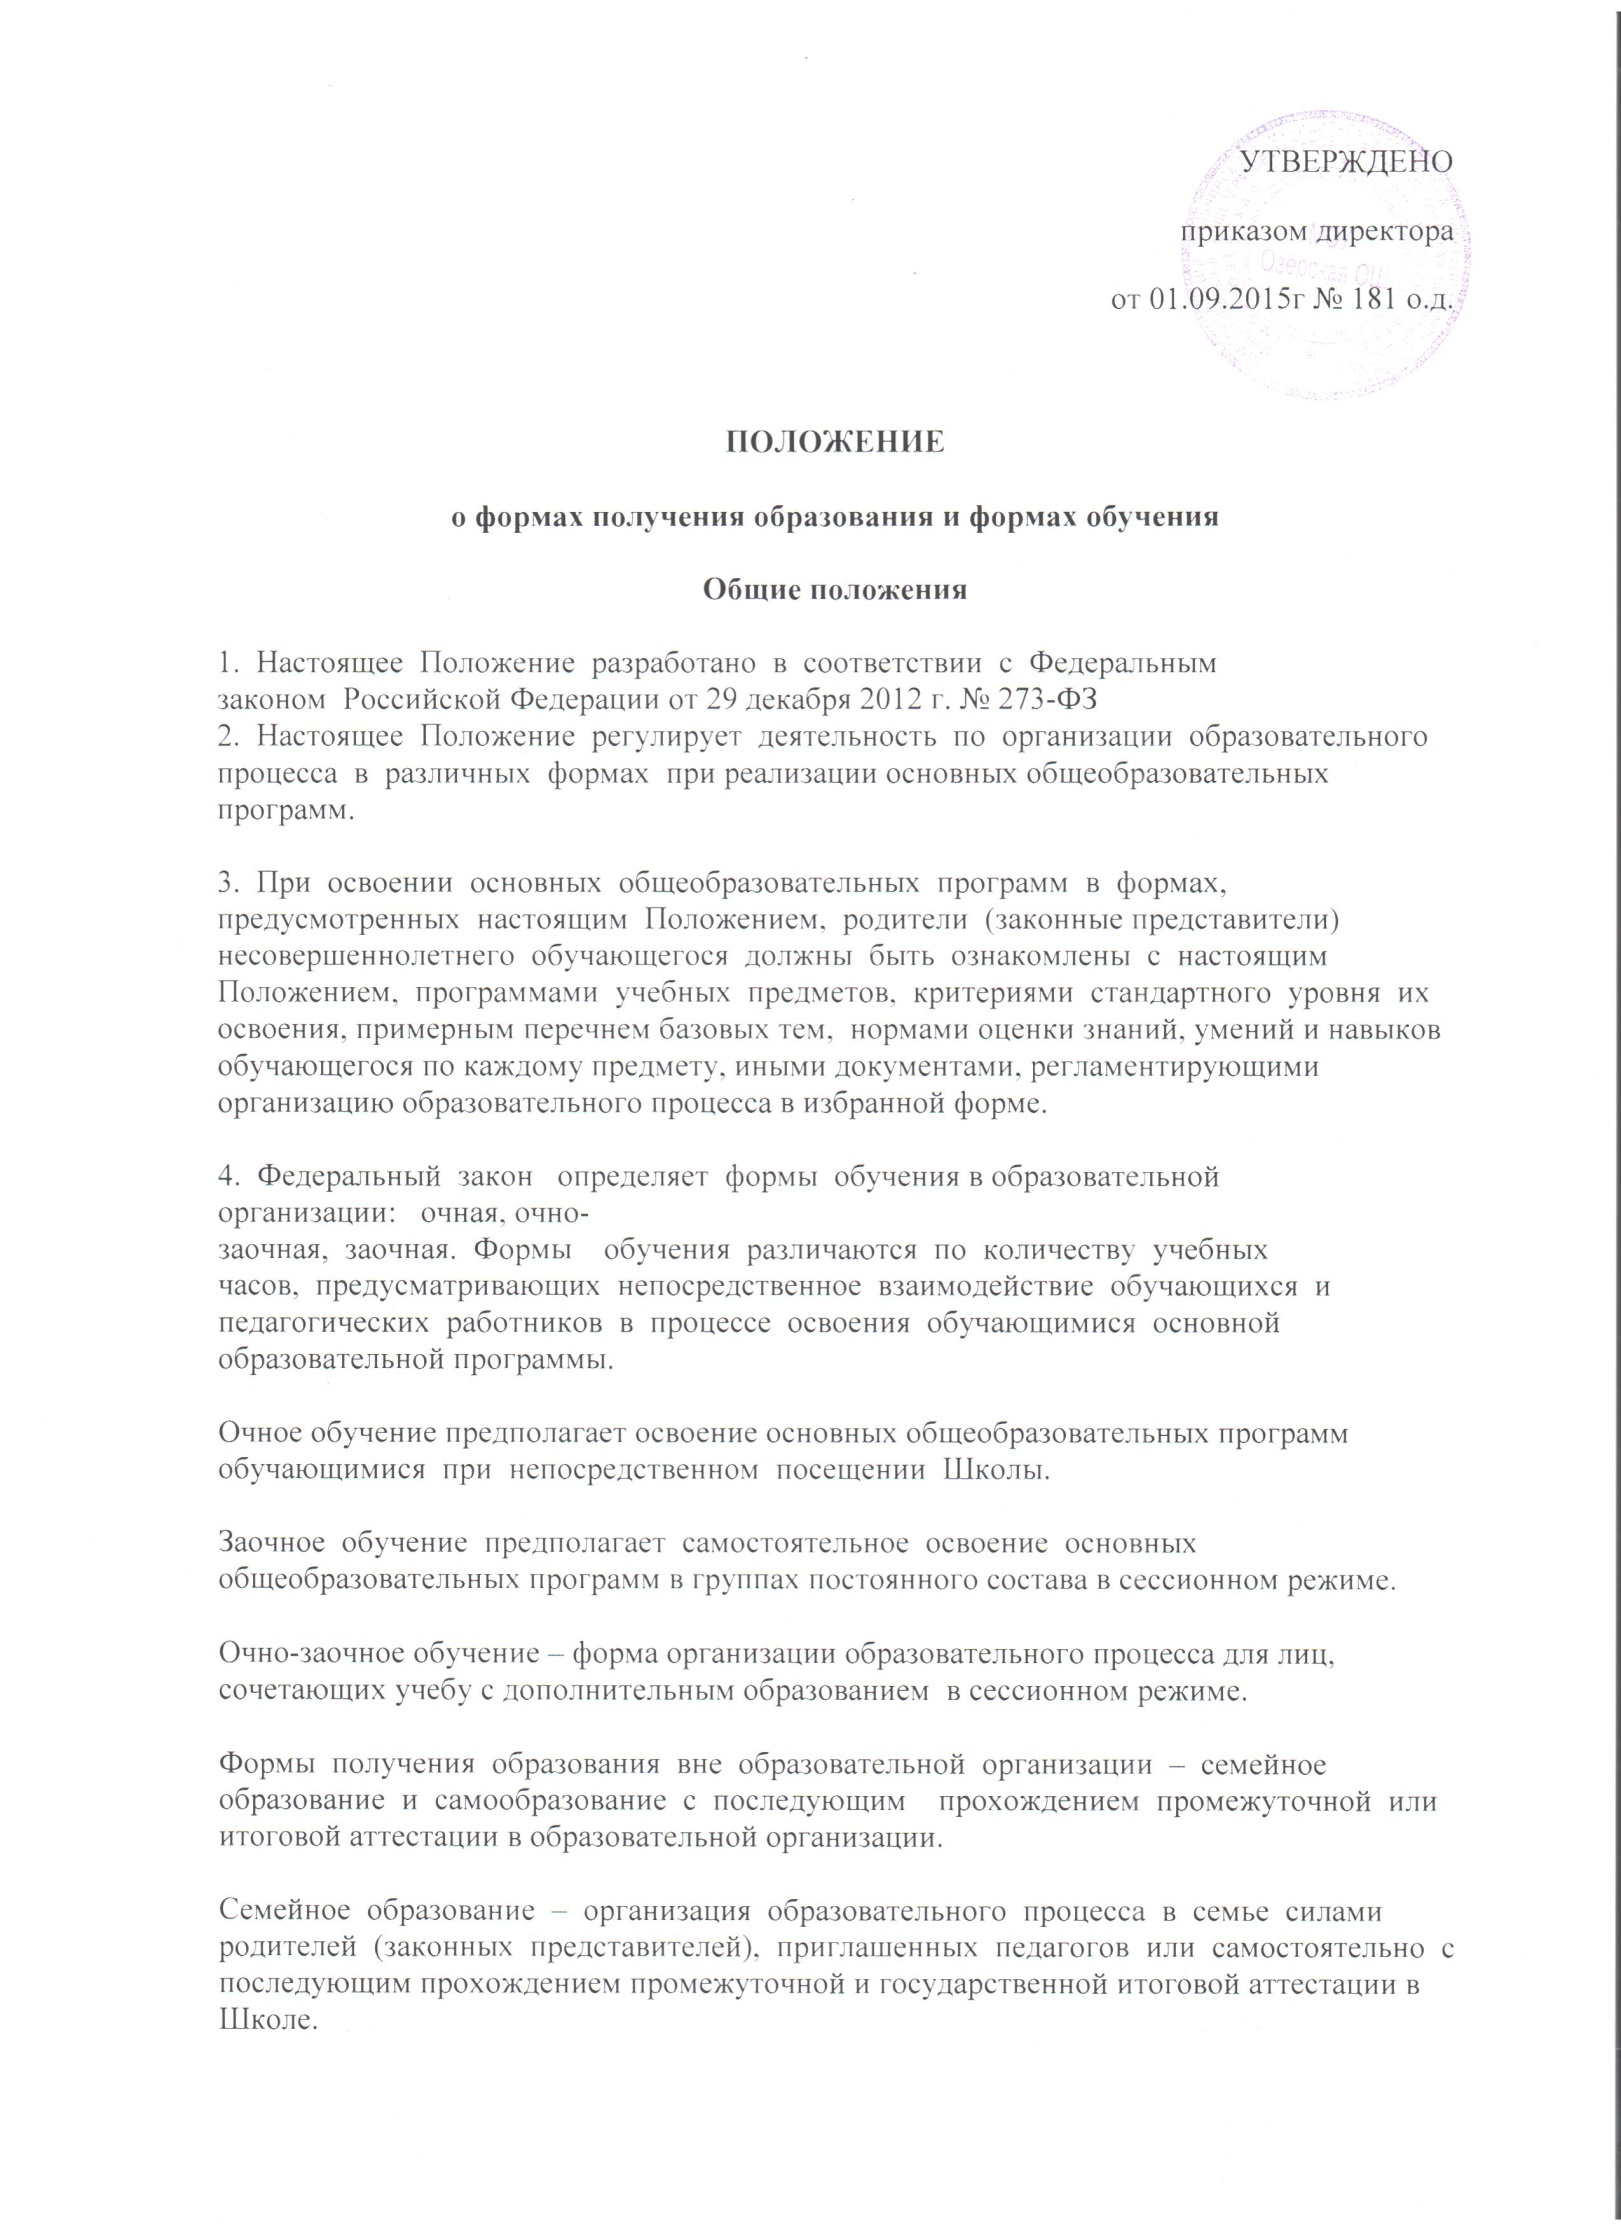 УТВЕРЖДЕНО
приказом директора
Озерская ОШ
от 01.09.2015г № 181 о.д.
ПОЛОЖЕНИЕ
о формах получения образования и формах обучения
Общие положения
1. Настоящее Положение разработано в соответствии с Федеральным
законом Российской Федерации от 29 декабря 2012 г. № 273-ФЗ
2. Настоящее Положение регулирует деятельность по организации образовательного
процесса в различных формах при реализации основных общеобразовательных
программ.
3. При освоении основных общеобразовательных программ в формах,
предусмотренных настоящим Положением, родители (законные представители)
несовершеннолетнего обучающегося должны быть ознакомлены с настоящим
Положением, программами учебных предметов, критериями стандартного уровня их
освоения, примерным перечнем базовых тем, нормами оценки знаний, умений и навыков
обучающегося по каждому предмету, иными документами, регламентирующими
организацию образовательного процесса в избранной форме.
4. Федеральный закон определяет формы обучения в образовательной
организации: очная, очно-
заочная, заочная. Формы обучения различаются по количеству учебных
часов, предусматривающих непосредственное взаимодействие обучающихся и
педагогических работников в процессе освоения обучающимися основной
образовательной программы.
Очное обучение предполагает освоение основных общеобразовательных программ
обучающимися при непосредственном посещении Школы.
Заочное обучение предполагает самостоятельное освоение основных
общеобразовательных программ в группах постоянного состава в сессионном режиме.
Очно-заочное обучение – форма организации образовательного процесса для лиц,
сочетающих учебу с дополнительным образованием в сессионном режиме.
Формы получения образования вне образовательной организации – семейное
образование и самообразование с последующим прохождением промежуточной или
итоговой аттестации в образовательной организации.
Семейное образование – организация образовательного процесса в семье силами
родителей (законных представителей), приглашенных педагогов или самостоятельно с
последующим прохождением промежуточной и государственной итоговой аттестации в
Школе.